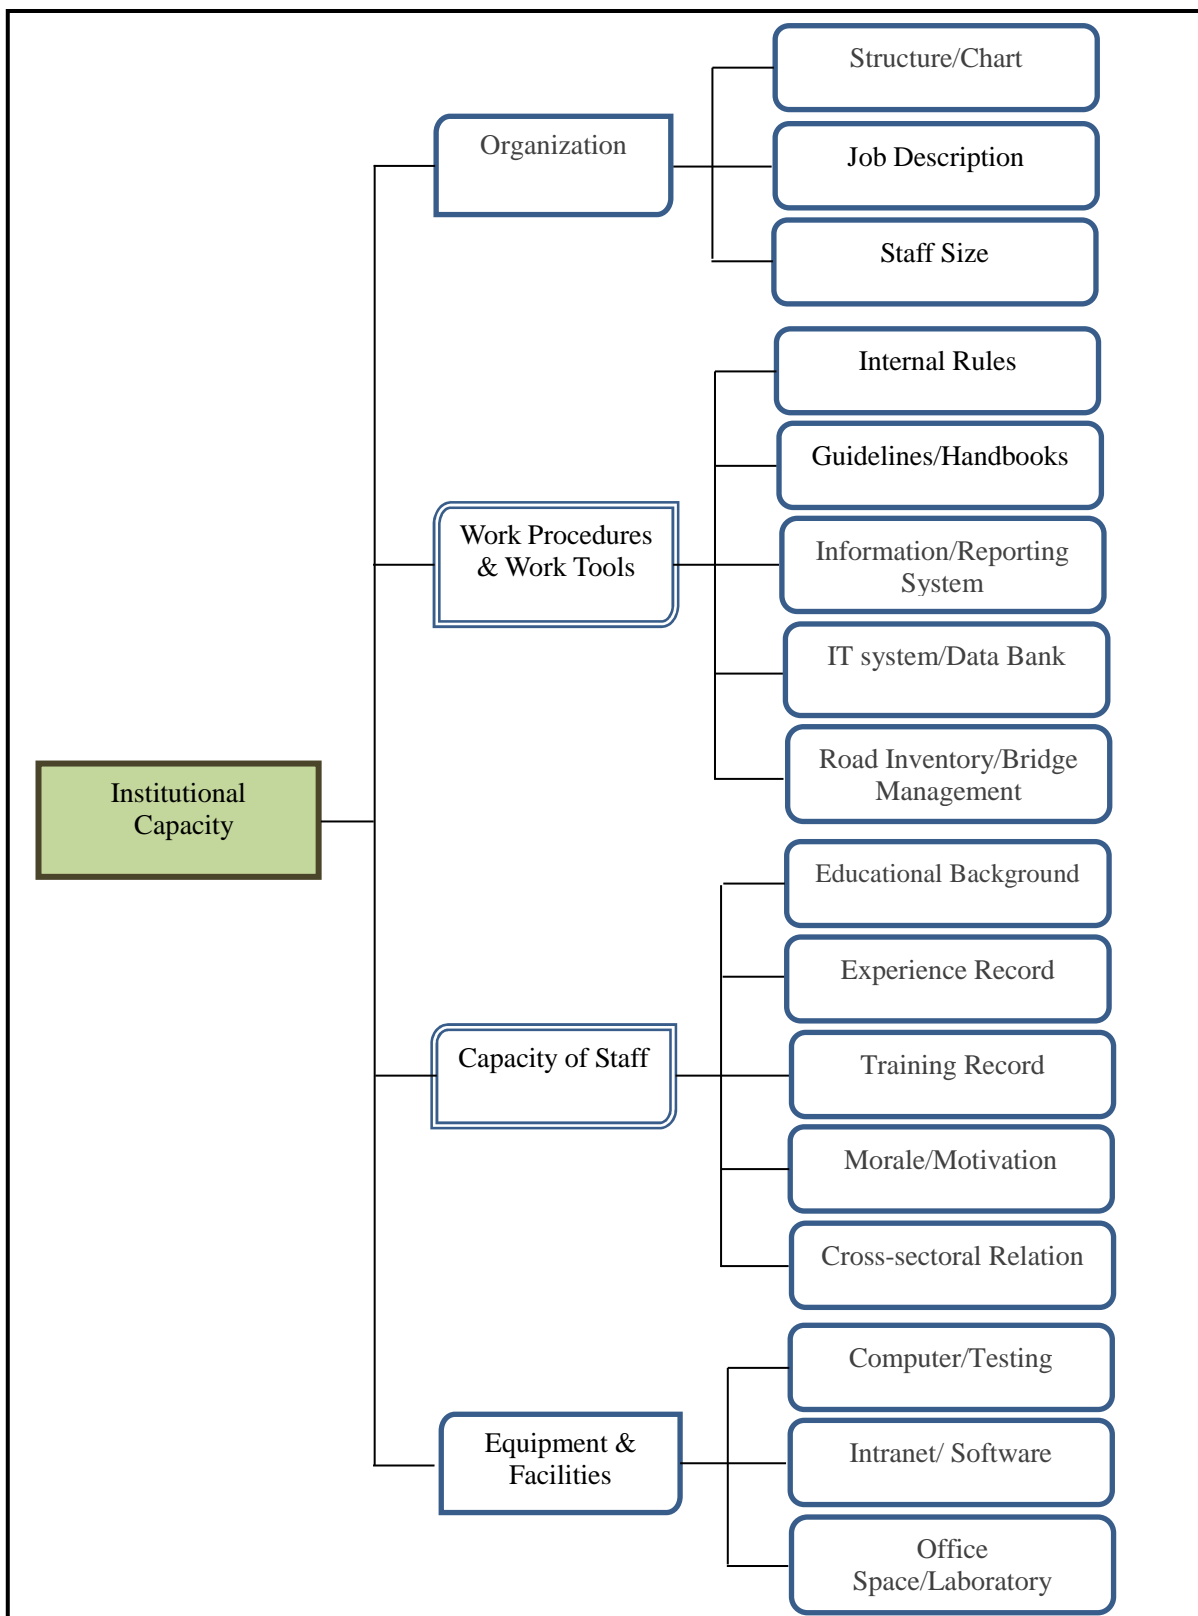 Structure/Chart
Organization
Job Description
Staff Size
Internal Rules
Guidelines/Handbooks
Work Procedures
& Work Tools
Information/Reporting
System
IT system/Data Bank
Road Inventory/Bridge
Management
Institutional
Capacity
Educational Background
Experience Record
Capacity of Staff
Training Record
Morale/Motivation
Cross-sectoral Relation
Computer/Testing
Equipment &
Facilities
Intranet/ Software
Office
Space/Laboratory